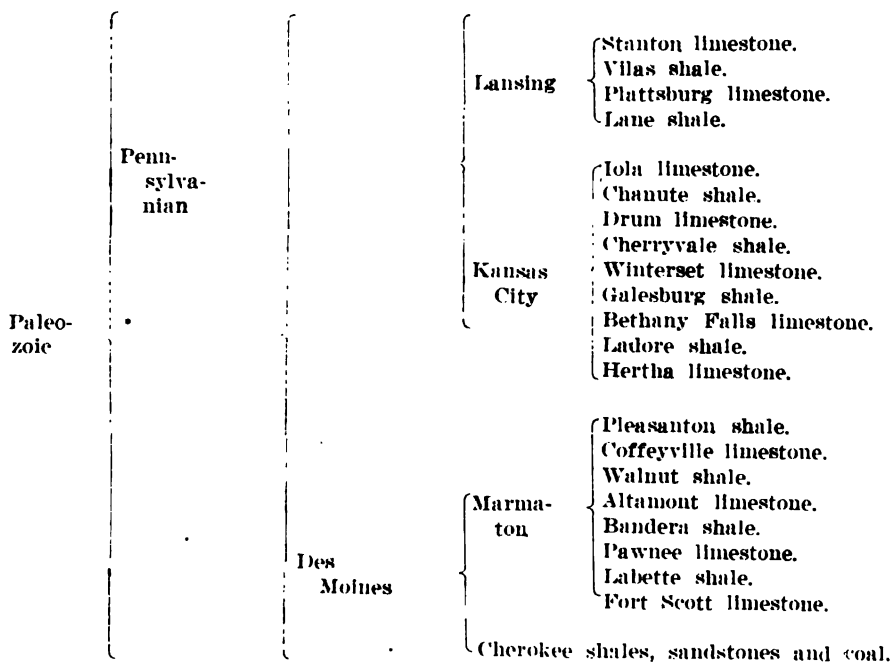 Paleo-
zoic
Penn-
sylva-
nian
Lansing
Stanton limestone.
Vilas shale.
Plattsburg limestone.
Lane shale.
Kansas
City
Iola limestone.
Chanute shale.
Drum limestone.
Cherryvale shale.
Winterset limestone.
Galesburg shale.
Bethany Falls limestone.
Ladore shale.
Hertha limestone.
Des
Moines
Marma-
ton
Pleasanton shale.
Coffeyville limestone.
Walnut shale.
Altamont limestone.
Bandera shale.
Pawnee limestone.
Labette shale.
Fort Scott limestone.
Cherokee shales, sandstones and coal.